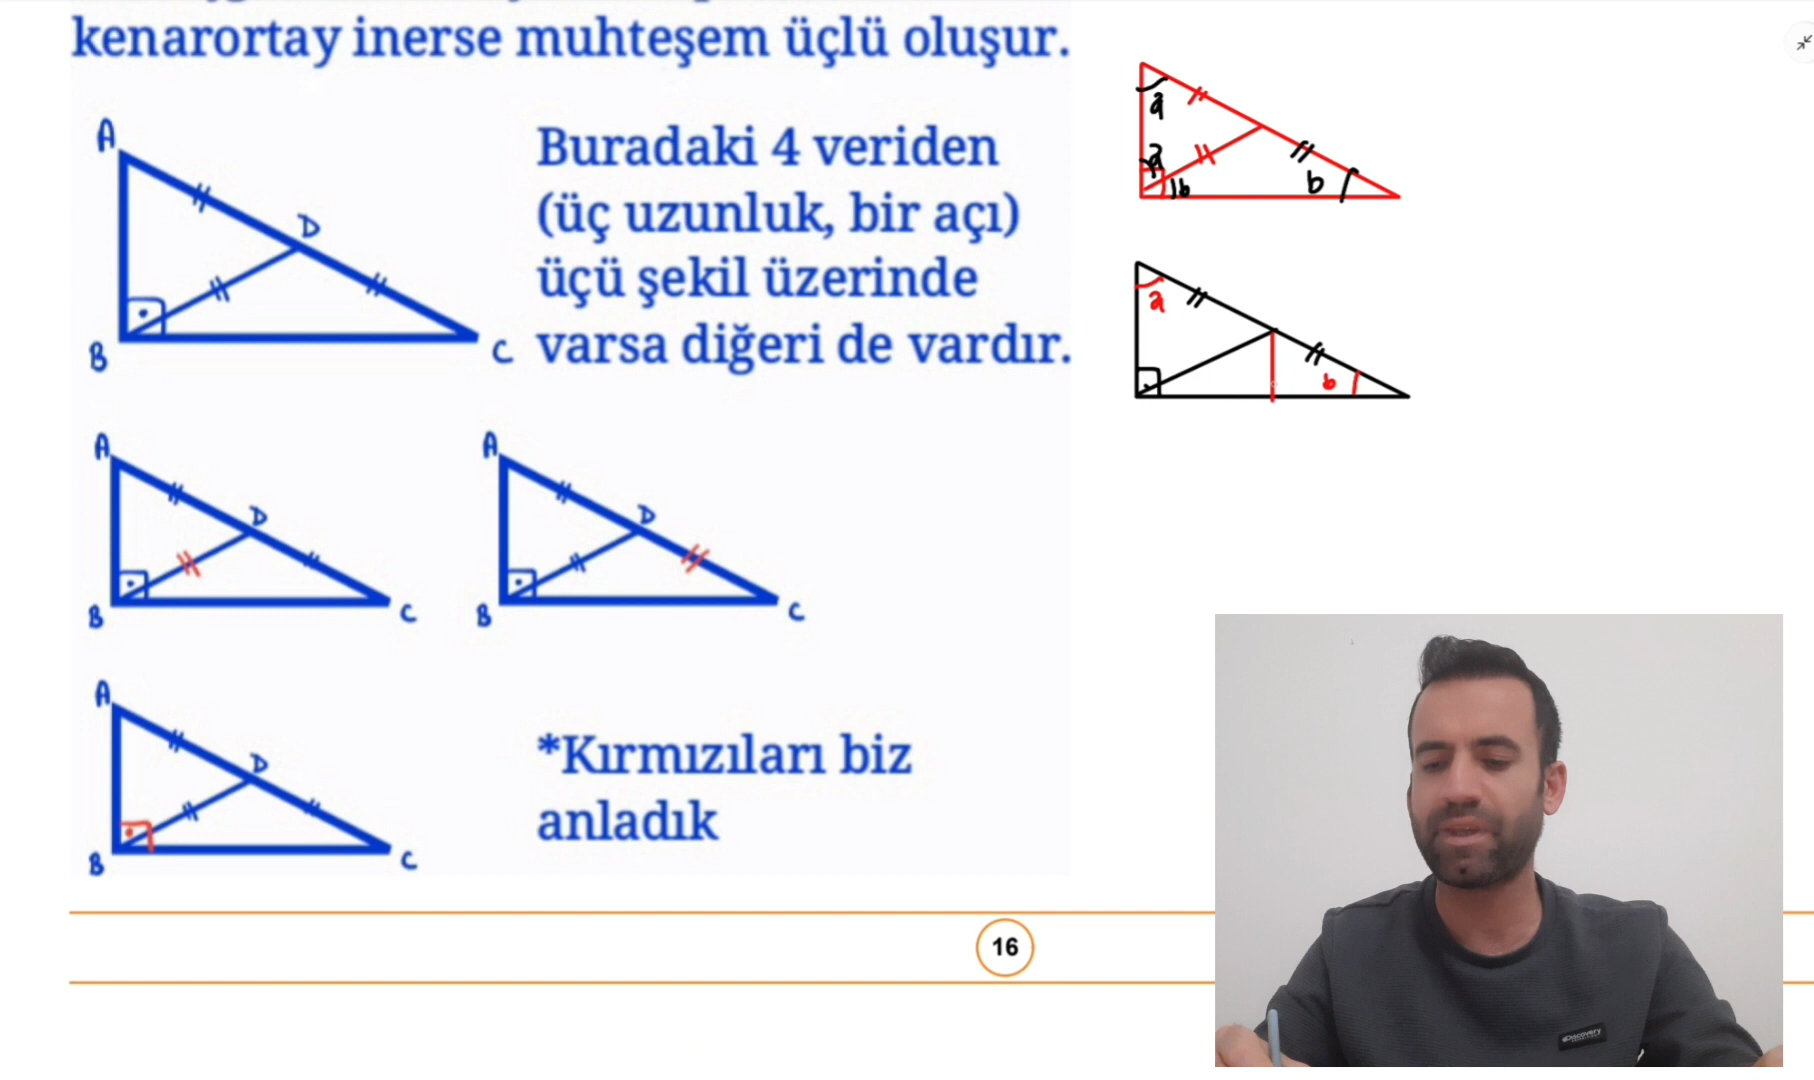 kenarortay inerse muhteşem üçlü oluşur.
A
D
B
C
Buradaki 4 veriden
(üç uzunluk, bir açı)
üçü şekil üzerinde
varsa diğeri de vardır.
a
a
b
b
a
b
A
D
B
C
A
D
B
C
A
D
B
C
*Kırmızıları biz
anladık
16
Discovery